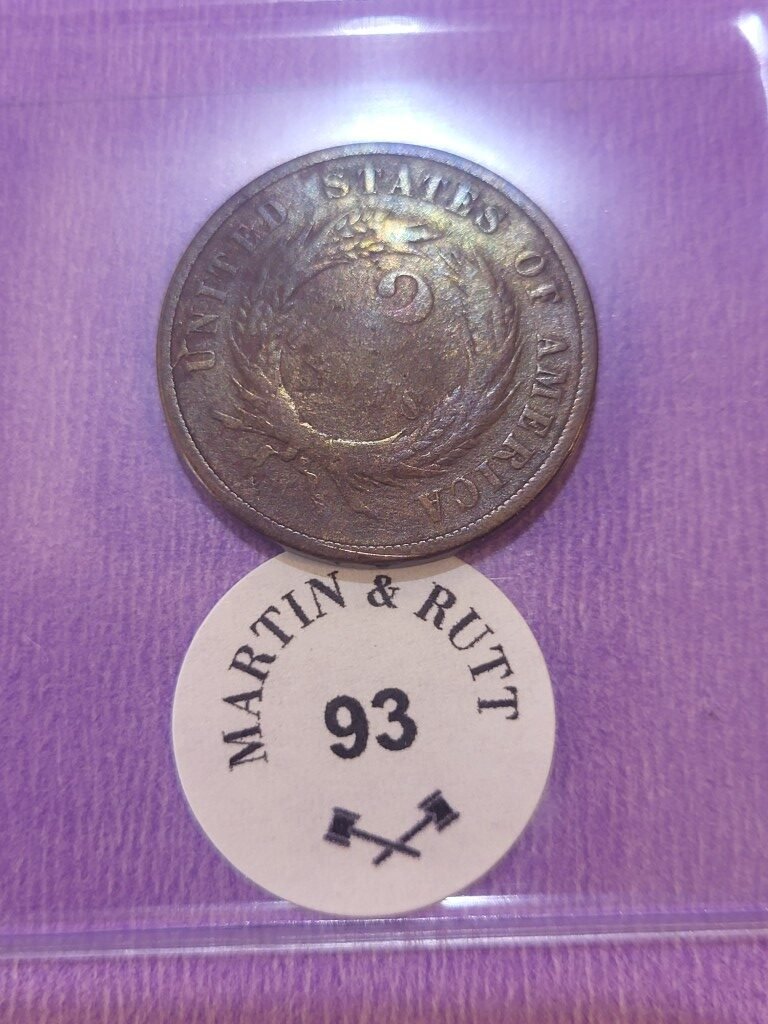 UNITED STATES OF AMERICA
2
MARTIN & RUTT
93